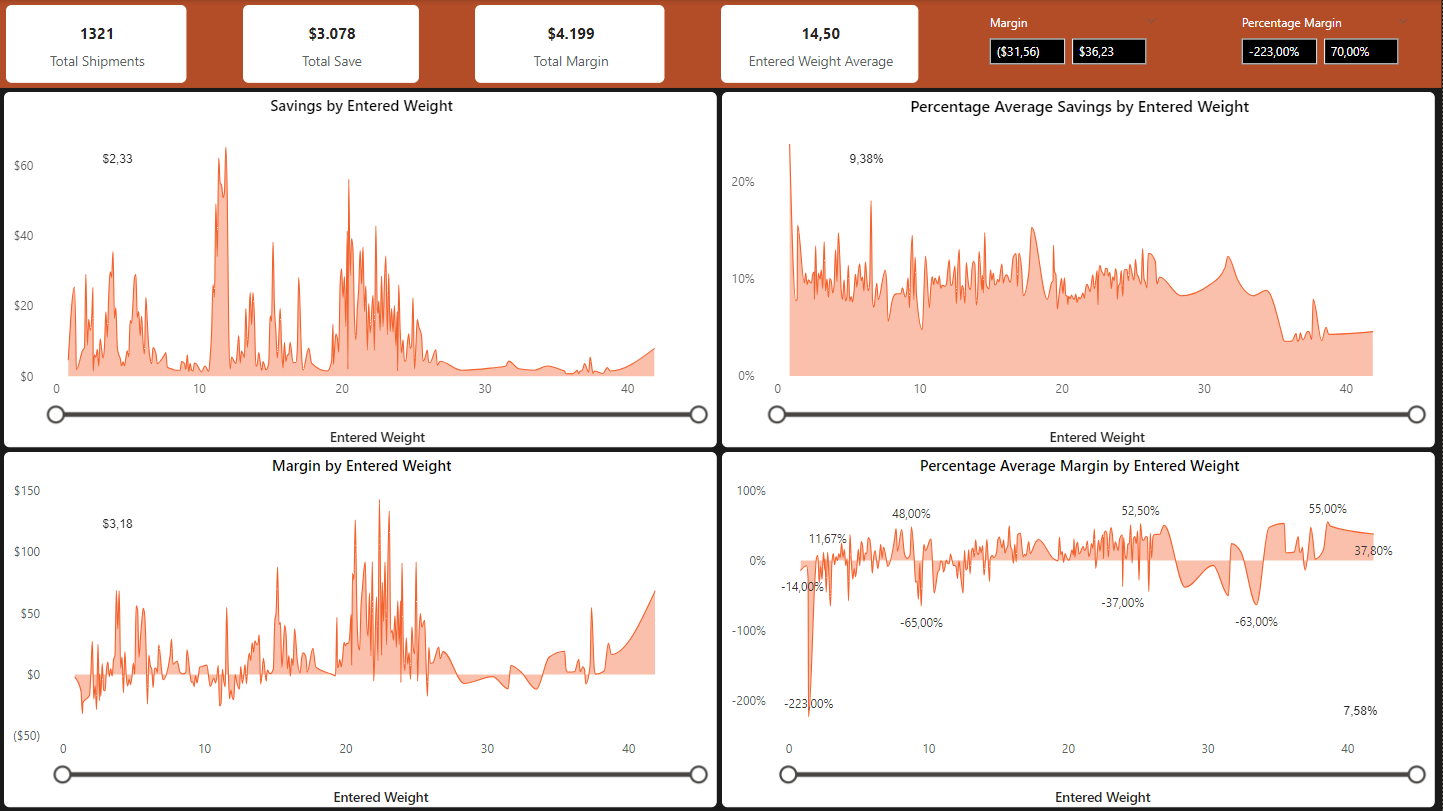 1321
Total Shipments
$3.078
Total Save
$4.199
Total Margin
14,50
Entered Weight Average
Margin
($31,56) $36,23
Percentage Margin
-223,00% 70,00%
Savings by Entered Weight
$2,33
$60
$40
$20
$0
0 10 20 30 40
Entered Weight
Percentage Average Savings by Entered Weight
9,38%
20%
10%
0%
0 10 20 30 40
Entered Weight
Margin by Entered Weight
$3,18
$150
$100
$50
$0
($50)
0 10 20 30 40
Entered Weight
Percentage Average Margin by Entered Weight
100%
0%
-100%
-200%
-14,00%
-223,00%
11,67%
48,00%
-65,00%
52,50%
-37,00%
-63,00%
55,00%
37,80%
7,58%
0 10 20 30 40
Entered Weight